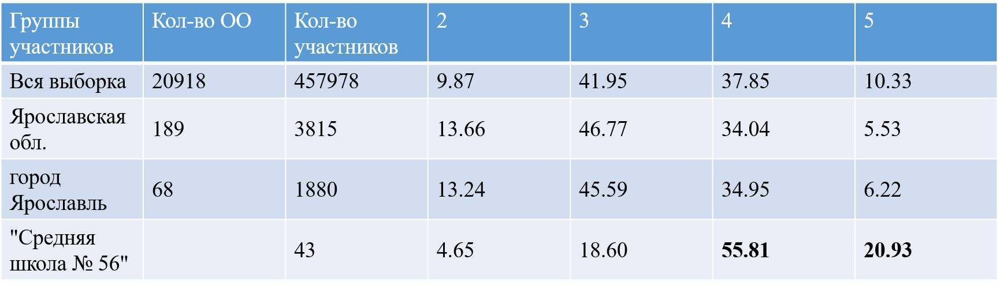 Группы участников Кол-во ОО Кол-во участников 2 3 4 5
Вся выборка 20918 457978 9.87 41.95 37.85 10.33
Ярославская обл. 189 3815 13.66 46.77 34.04 5.53
город Ярославль 68 1880 13.24 45.59 34.95 6.22
"Средняя школа № 56" 43 4.65 18.60 55.81 20.93